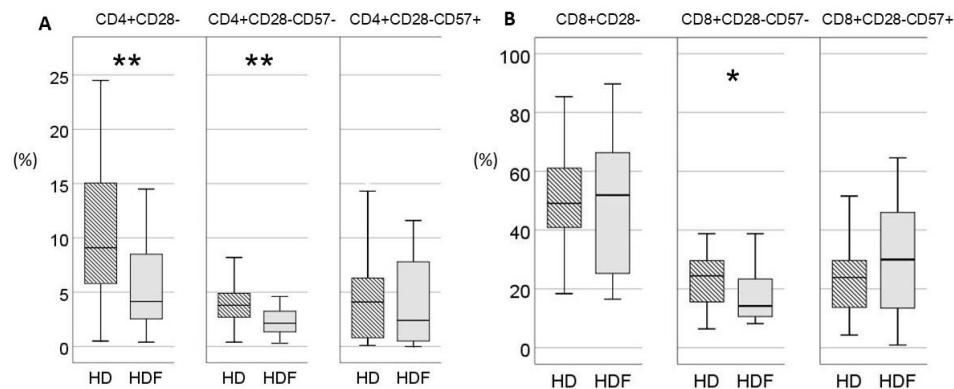 A
CD4+CD28- CD4+CD28-CD57- CD4+CD28-CD57+
** **
25
20
15
10
5
0
(%)
HD HDF HD HDF HD HDF
B
CD8+CD28- CD8+CD28-CD57- CD8+CD28-CD57+
*
100
80
60
40
20
0
(%)
HD HDF HD HDF HD HDF